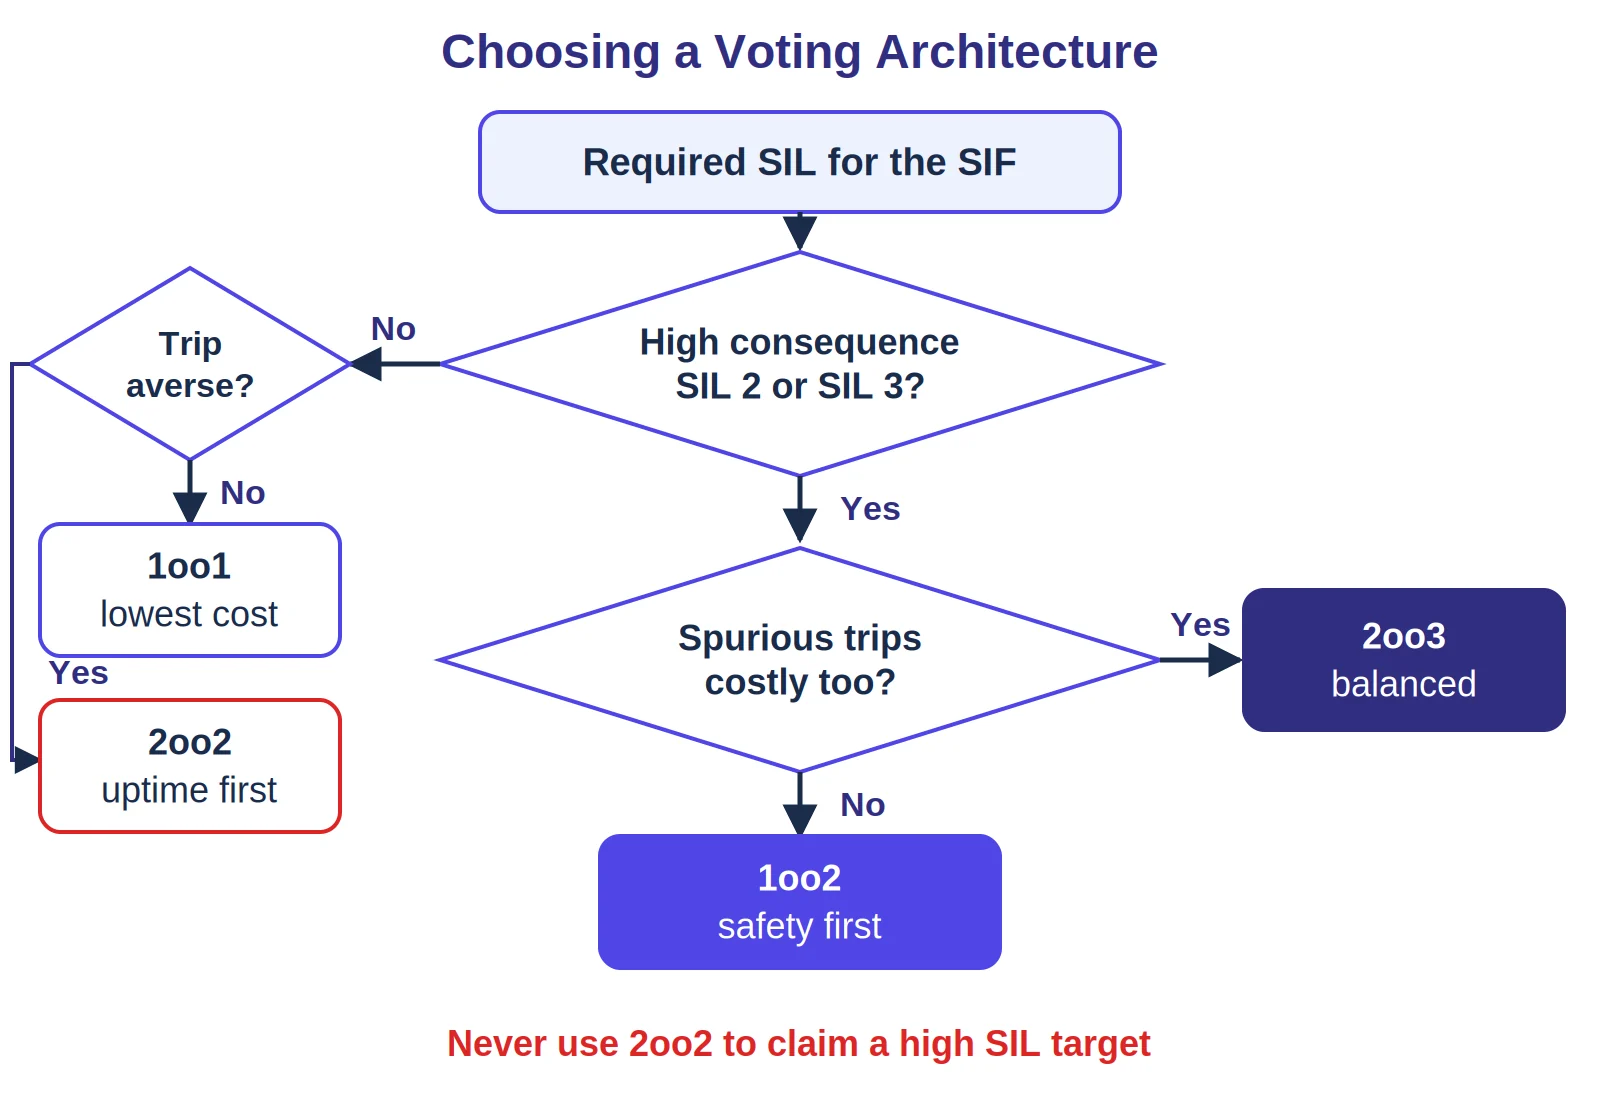 Choosing a Voting Architecture
Required SIL for the SIF
High consequence
SIL 2 or SIL 3?
No
Trip
averse?
No
1oo1
lowest cost
Yes
2oo2
uptime first
Yes
Spurious trips
costly too?
Yes
2oo3
balanced
No
1oo2
safety first
Never use 2oo2 to claim a high SIL target